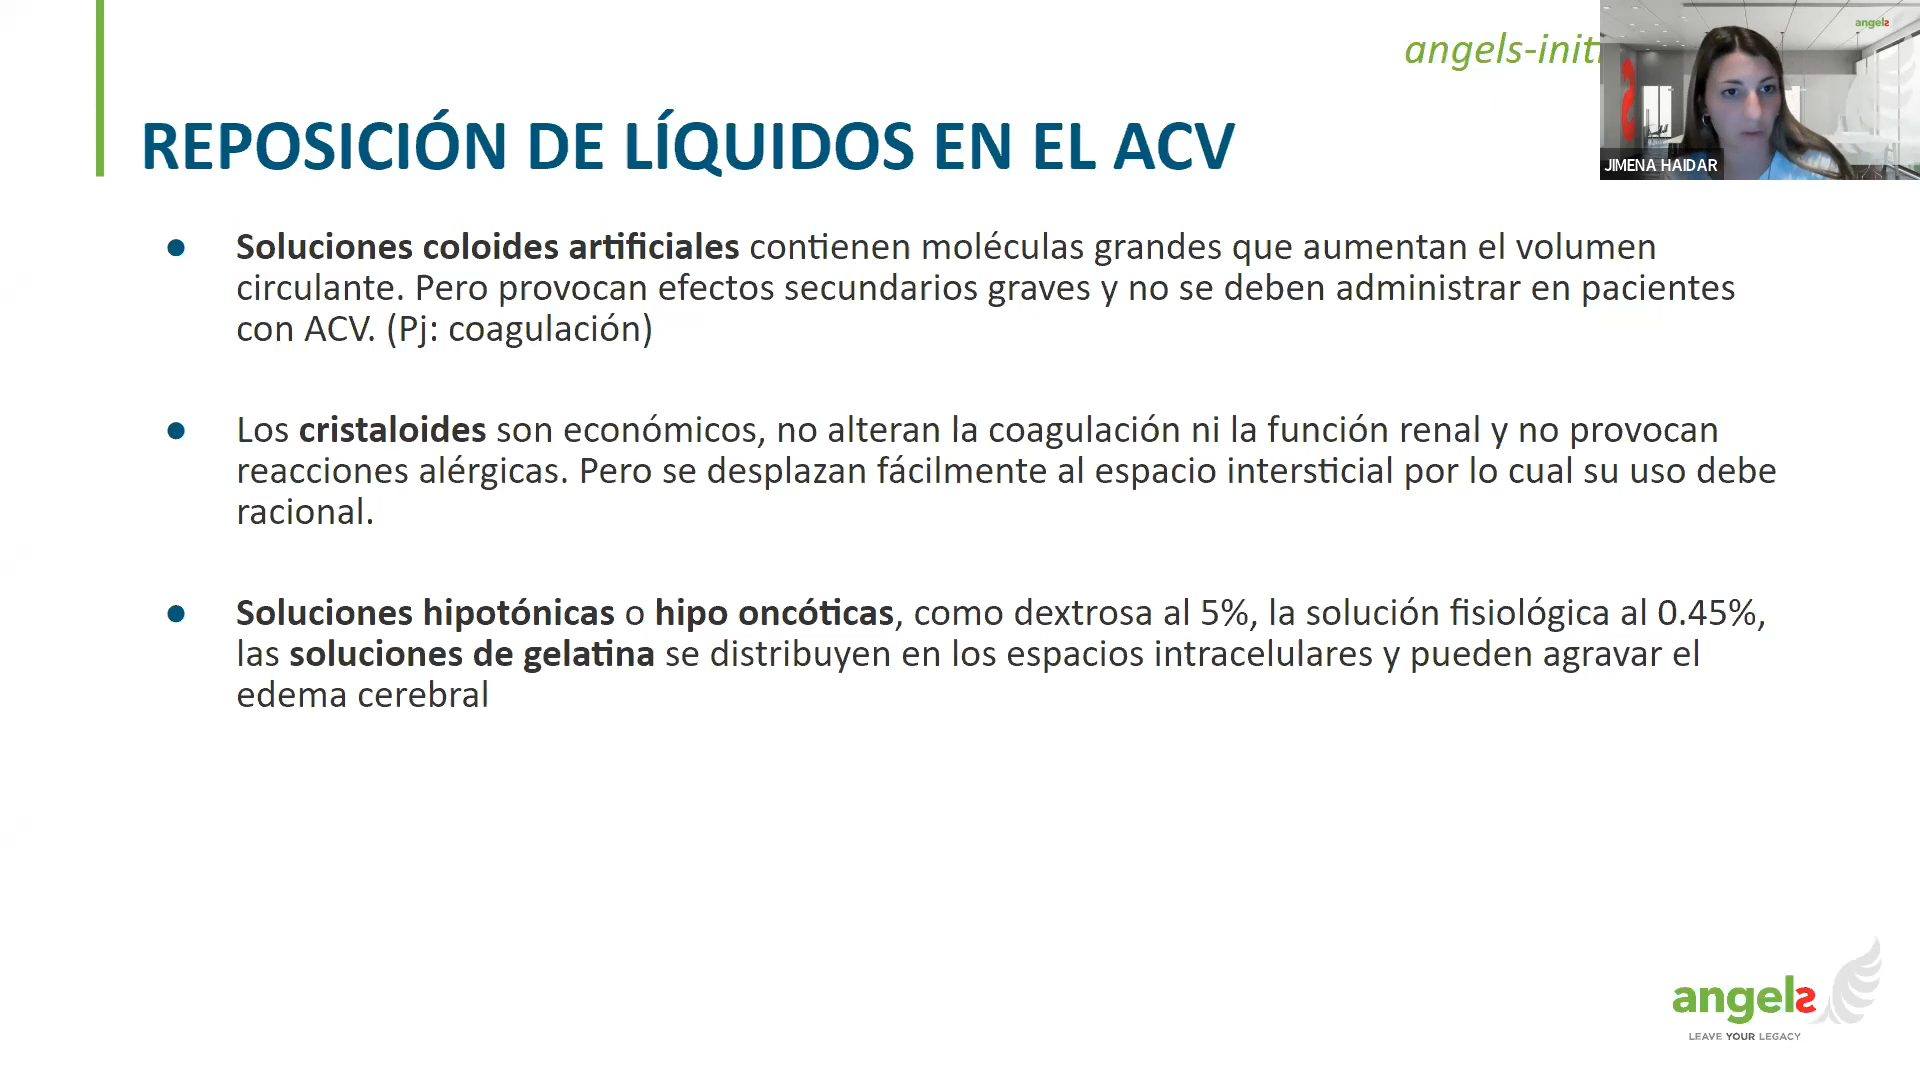 angels-initi
angels
JIMENA HAIDAR
REPOSICIÓN DE LÍQUIDOS EN EL ACV
● Soluciones coloides artificiales contienen moléculas grandes que aumentan el volumen
circulante. Pero provocan efectos secundarios graves y no se deben administrar en pacientes
con ACV. (Pj: coagulación)
● Los cristaloides son económicos, no alteran la coagulación ni la función renal y no provocan
reacciones alérgicas. Pero se desplazan fácilmente al espacio intersticial por lo cual su uso debe
racional.
● Soluciones hipotónicas o hipo oncóticas, como dextrosa al 5%, la solución fisiológica al 0.45%,
las soluciones de gelatina se distribuyen en los espacios intracelulares y pueden agravar el
edema cerebral
angels
LEAVE YOUR LEGACY